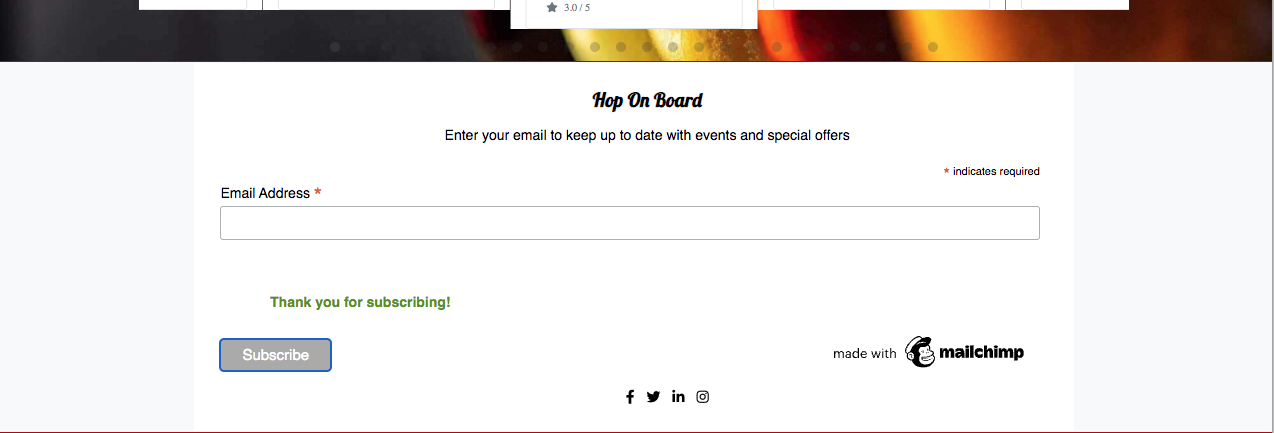 3.0 / 5
Hop On Board
Enter your email to keep up to date with events and special offers
* indicates required
Email Address *
Thank you for subscribing!
Subscribe
made with mailchimp